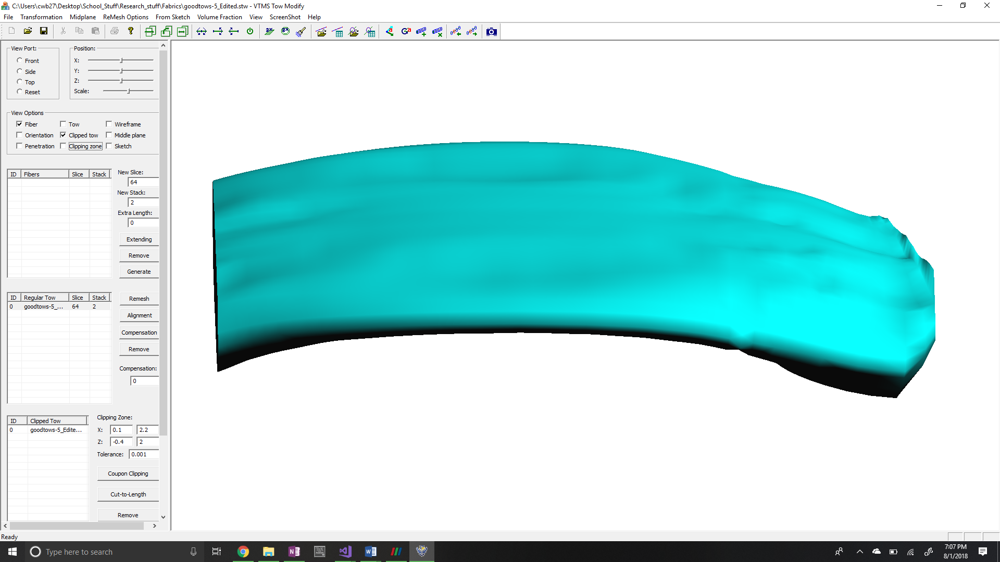 C:\Users\cwb27\Desktop\School_Stuff\Research_stuff\Fabrics\goodtows-5_Edited.stw - VTMS Tow Modify
File Transformation Midplane ReMesh Options From Sketch Volume Fraction View ScreenShot Help
View Port:
Front
Side
Top
Reset
Position:
X:
Y:
Z:
Scale:
View Options
Fiber Tow Wireframe
Orientation Clipped tow Middle plane
Penetration Clipping zone Sketch
ID Fibers Slice Stack
New Slice:
64
New Stack:
2
Extra Length:
0
Extending
Remove
Generate
ID Regular Tow Slice Stack
0 goodtows-5_... 64 2
Remesh
Alignment
Compensation
Remove
Compensation:
0
ID Clipped Tow
0 goodtows-5_Edite...
Clipping Zone:
X: 0.1 2.2
Z: -0.4 2
Tolerance: 0.001
Coupon Clipping
Cut-to-Length
Remove
Ready
Type here to search
7:07 PM
8/1/2018